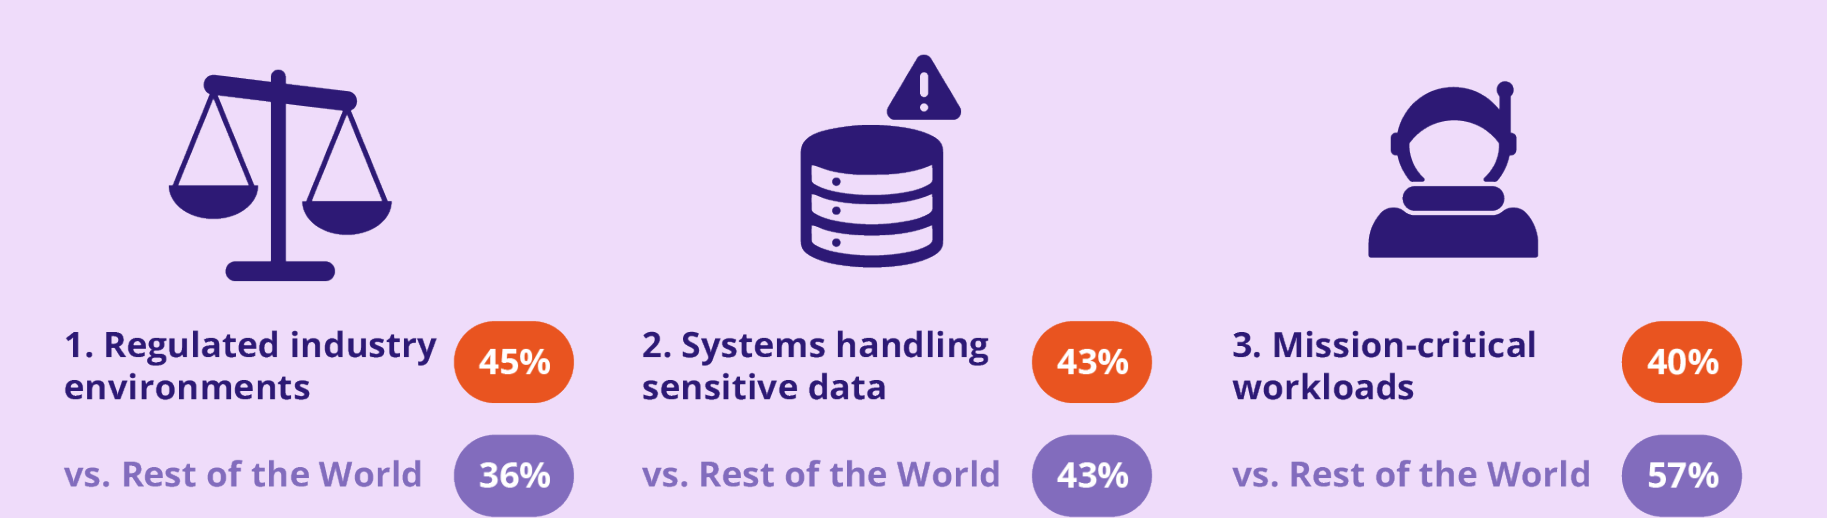 1. Regulated industry
environments
45%
vs. Rest of the World
36%
2. Systems handling
sensitive data
43%
vs. Rest of the World
43%
3. Mission-critical
workloads
40%
vs. Rest of the World
57%